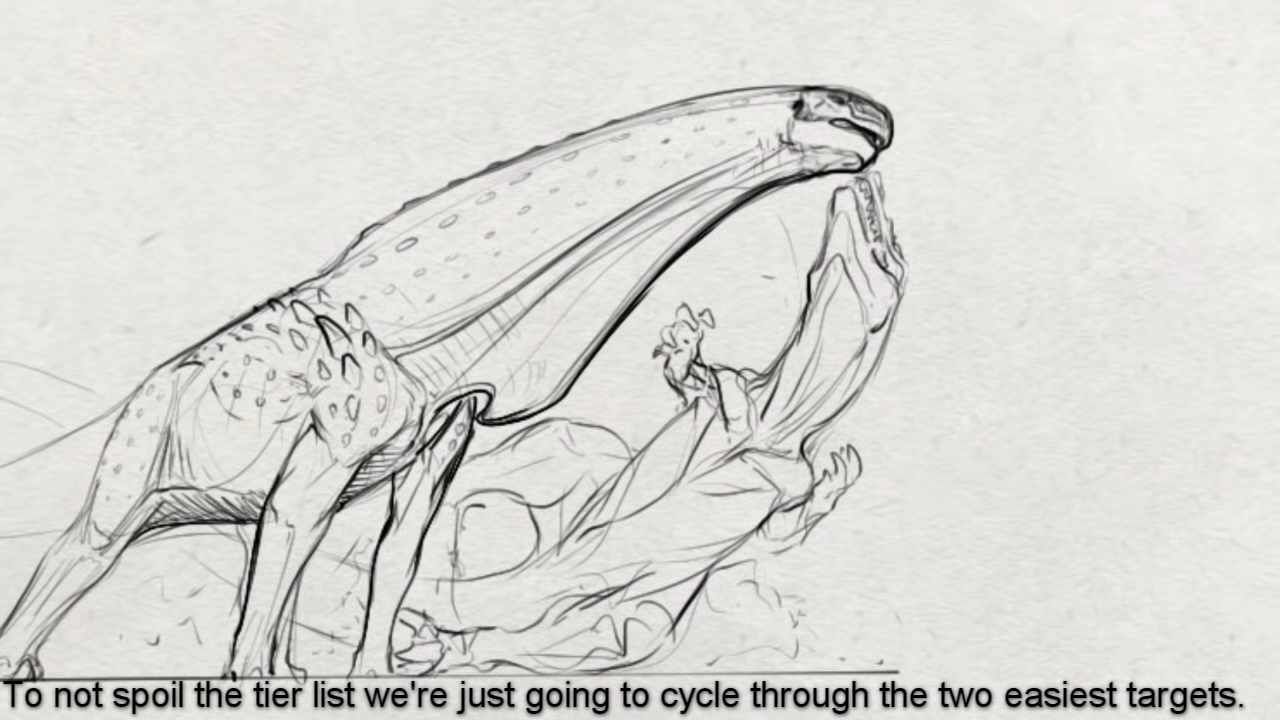 To not spoil the tier list we're just going to cycle through the two easiest targets.